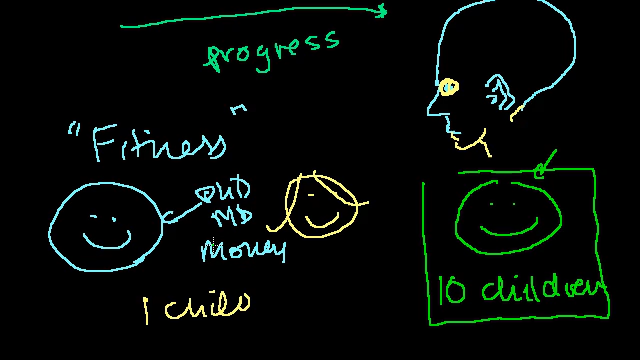 progress
"Fitness"
PhD
MD
Money
1 child
10 children